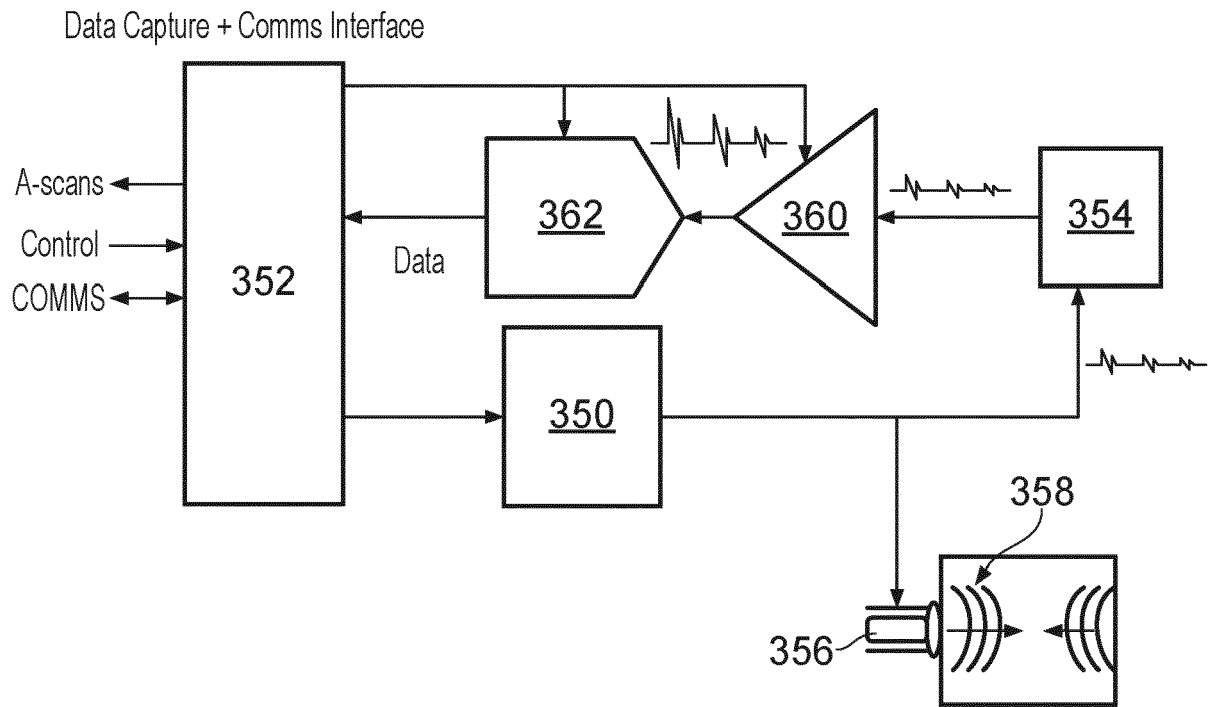 Data Capture + Comms Interface
A-scans
Control
COMMS
352
362
360
354
Data
350
358
356